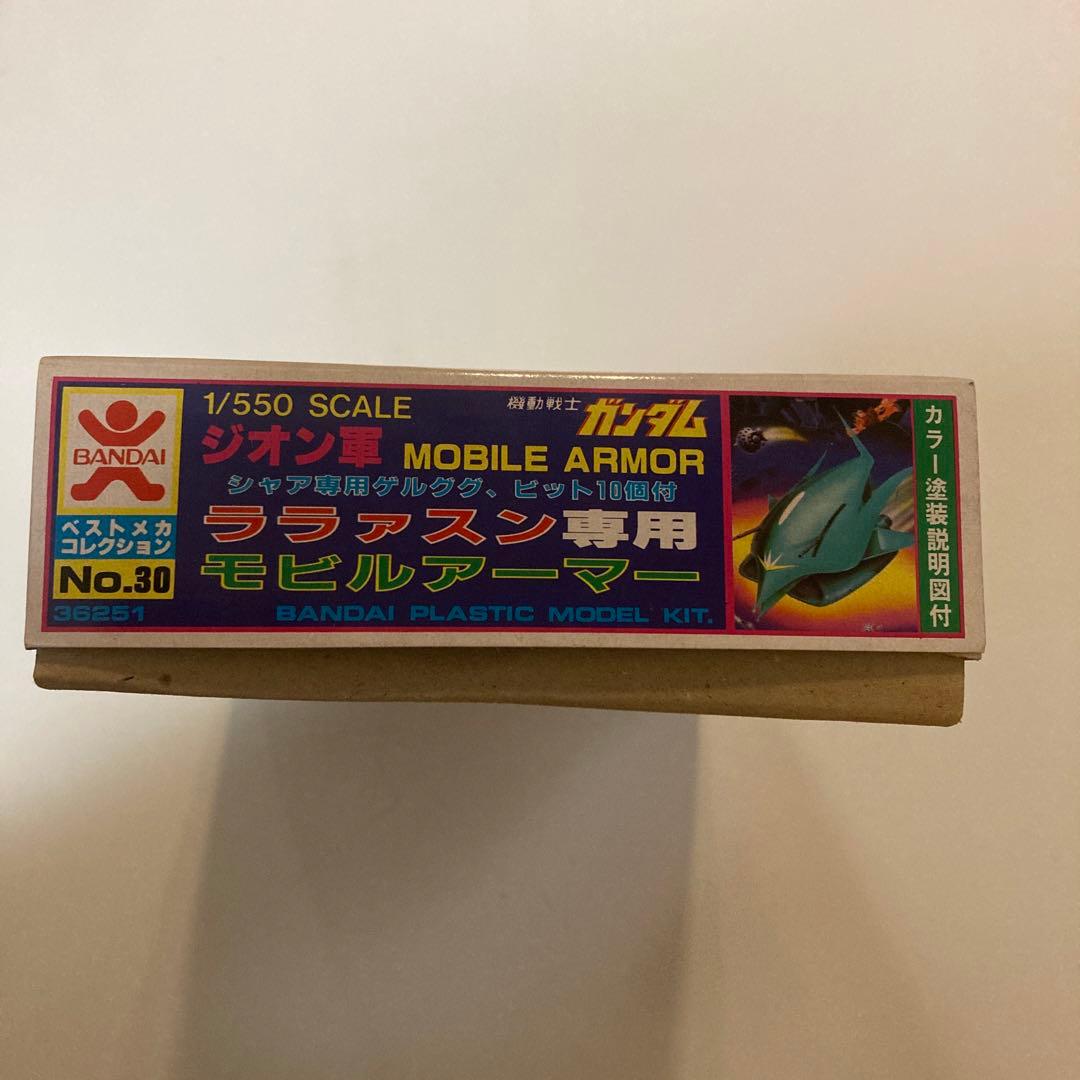 BANDAI
ベストメカ
コレクション
No.30
36251
1/550 SCALE
機動戦士 ガンダム
ジオン軍 MOBILE ARMOR
シャア専用ゲルググ、ビット10個付
ララァスン専用
モビルアーマー
BANDAI PLASTIC MODEL KIT.
カラー塗装説明図付